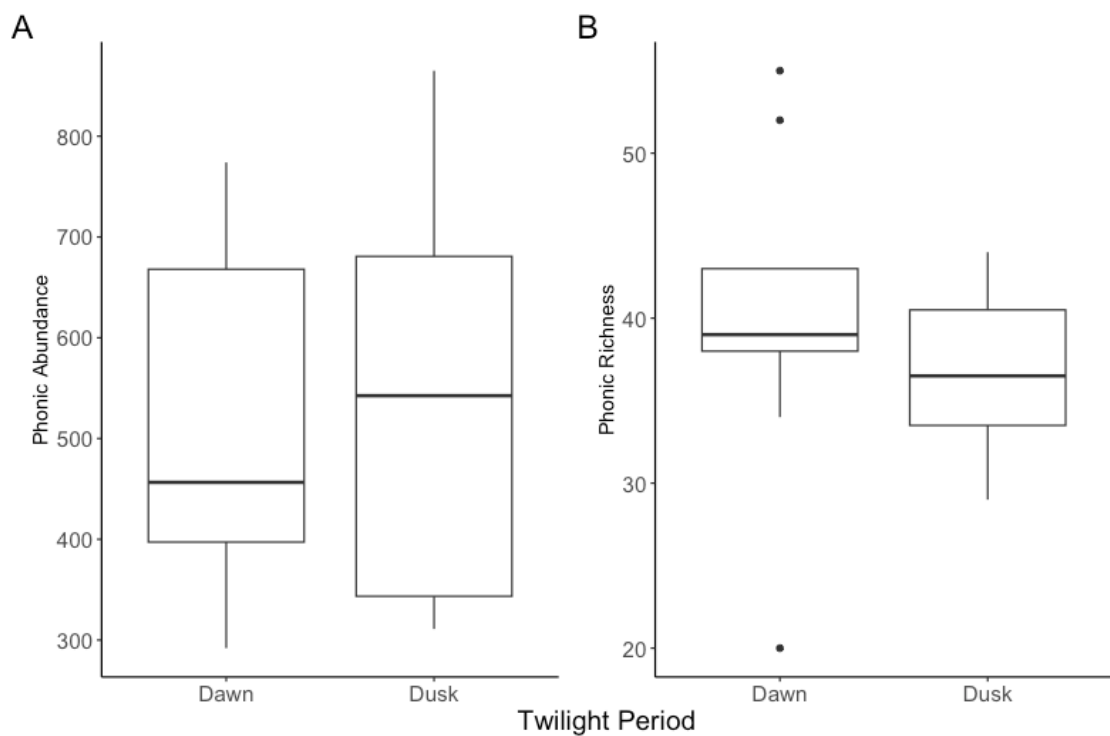 A
B
Phonic Abundance
800
700
600
500
400
300
Dawn
Dusk
Phonic Richness
50
40
30
20
Dawn
Dusk
Twilight Period